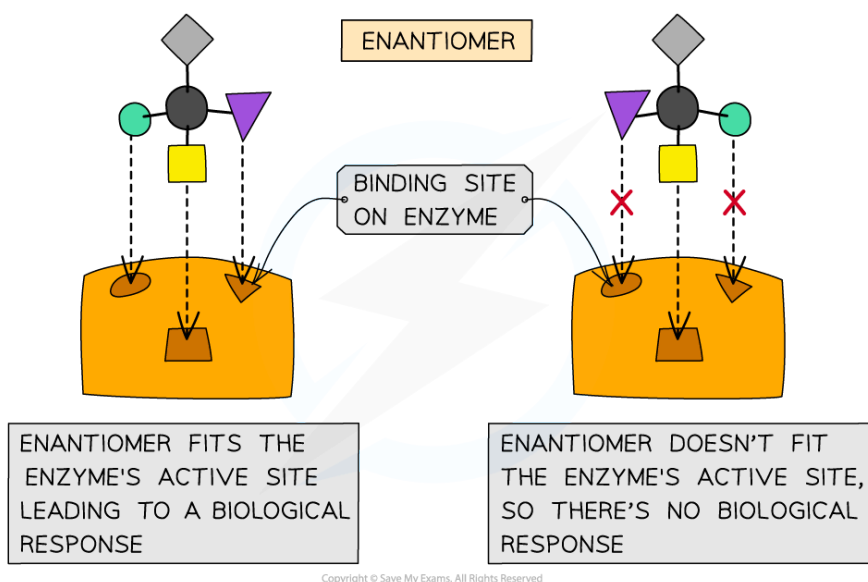 ENANTIOMER
BINDING SITE
ON ENZYME
ENANTIOMER FITS THE
ENZYME'S ACTIVE SITE
LEADING TO A BIOLOGICAL
RESPONSE
ENANTIOMER DOESN'T FIT
THE ENZYME'S ACTIVE SITE,
SO THERE'S NO BIOLOGICAL
RESPONSE
Copyright © Save My Exams. All Rights Reserved